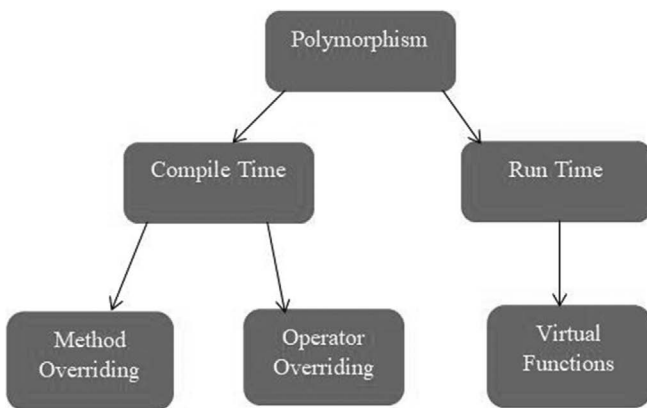 Polymorphism
Compile Time
Run Time
Method
Overriding
Operator
Overriding
Virtual
Functions